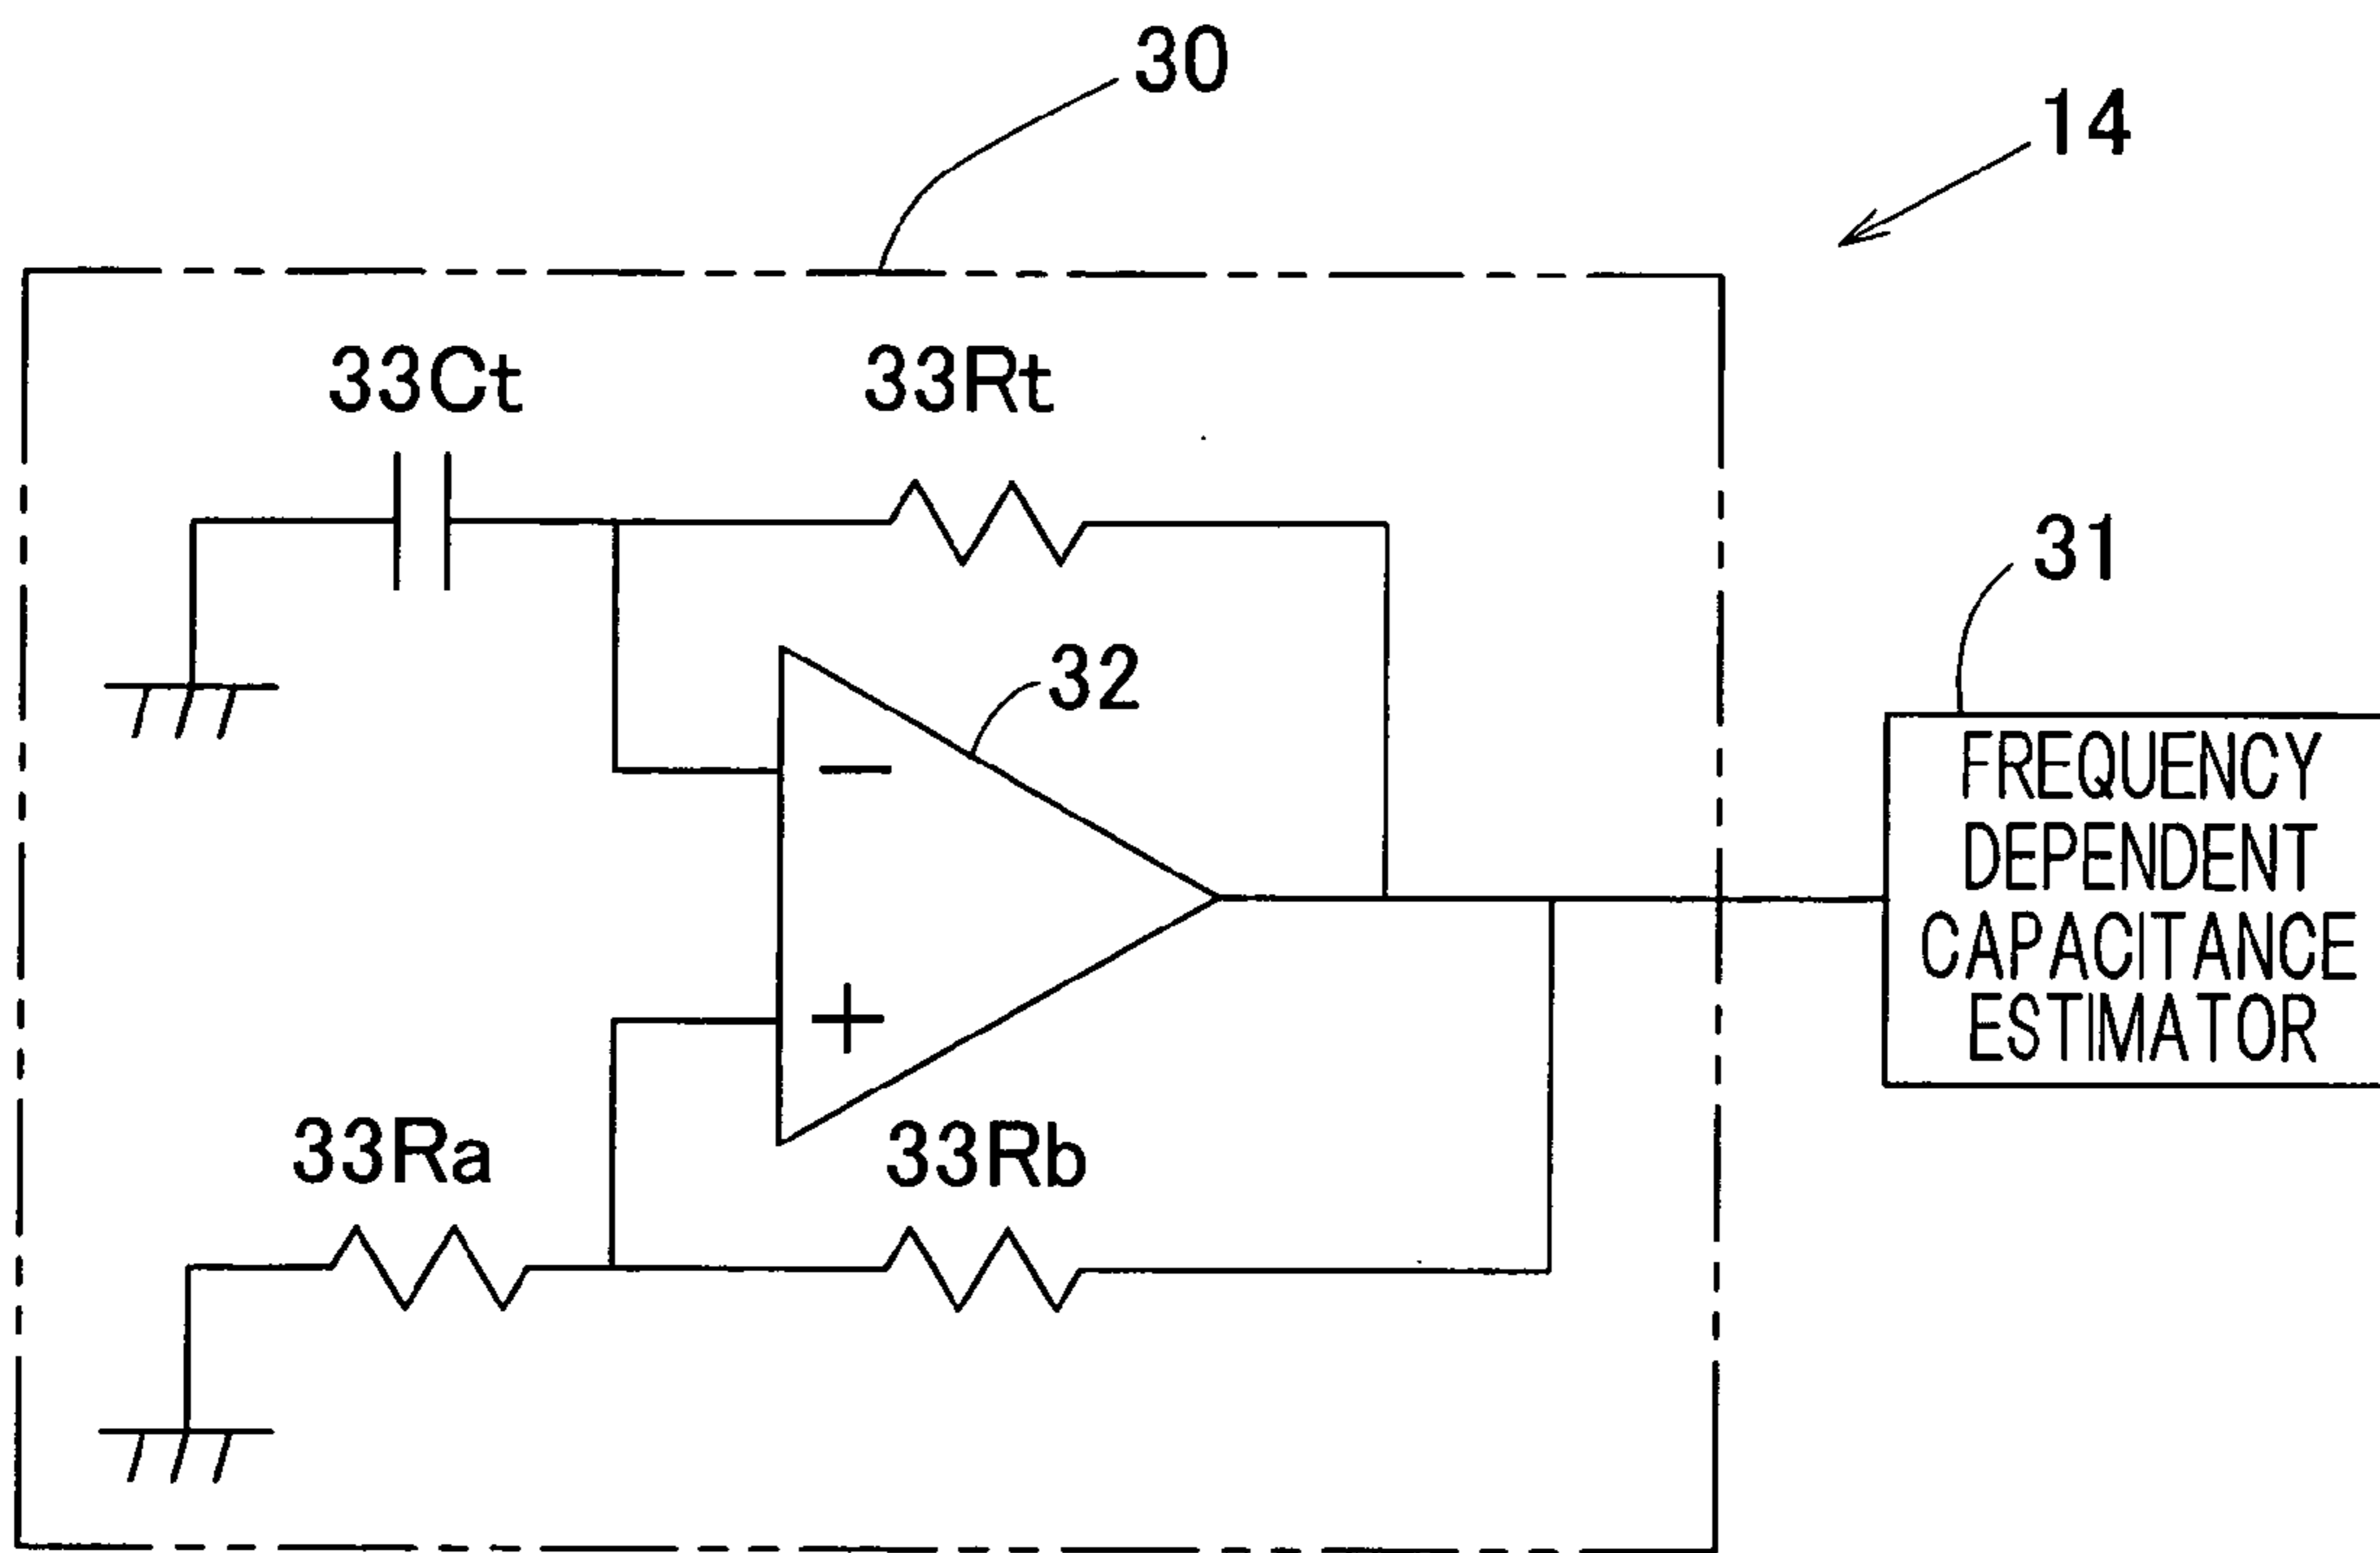 30
14
33Ct
33Rt
31
32
−
FREQUENCY
DEPENDENT
CAPACITANCE
ESTIMATOR
+
33Ra
33Rb